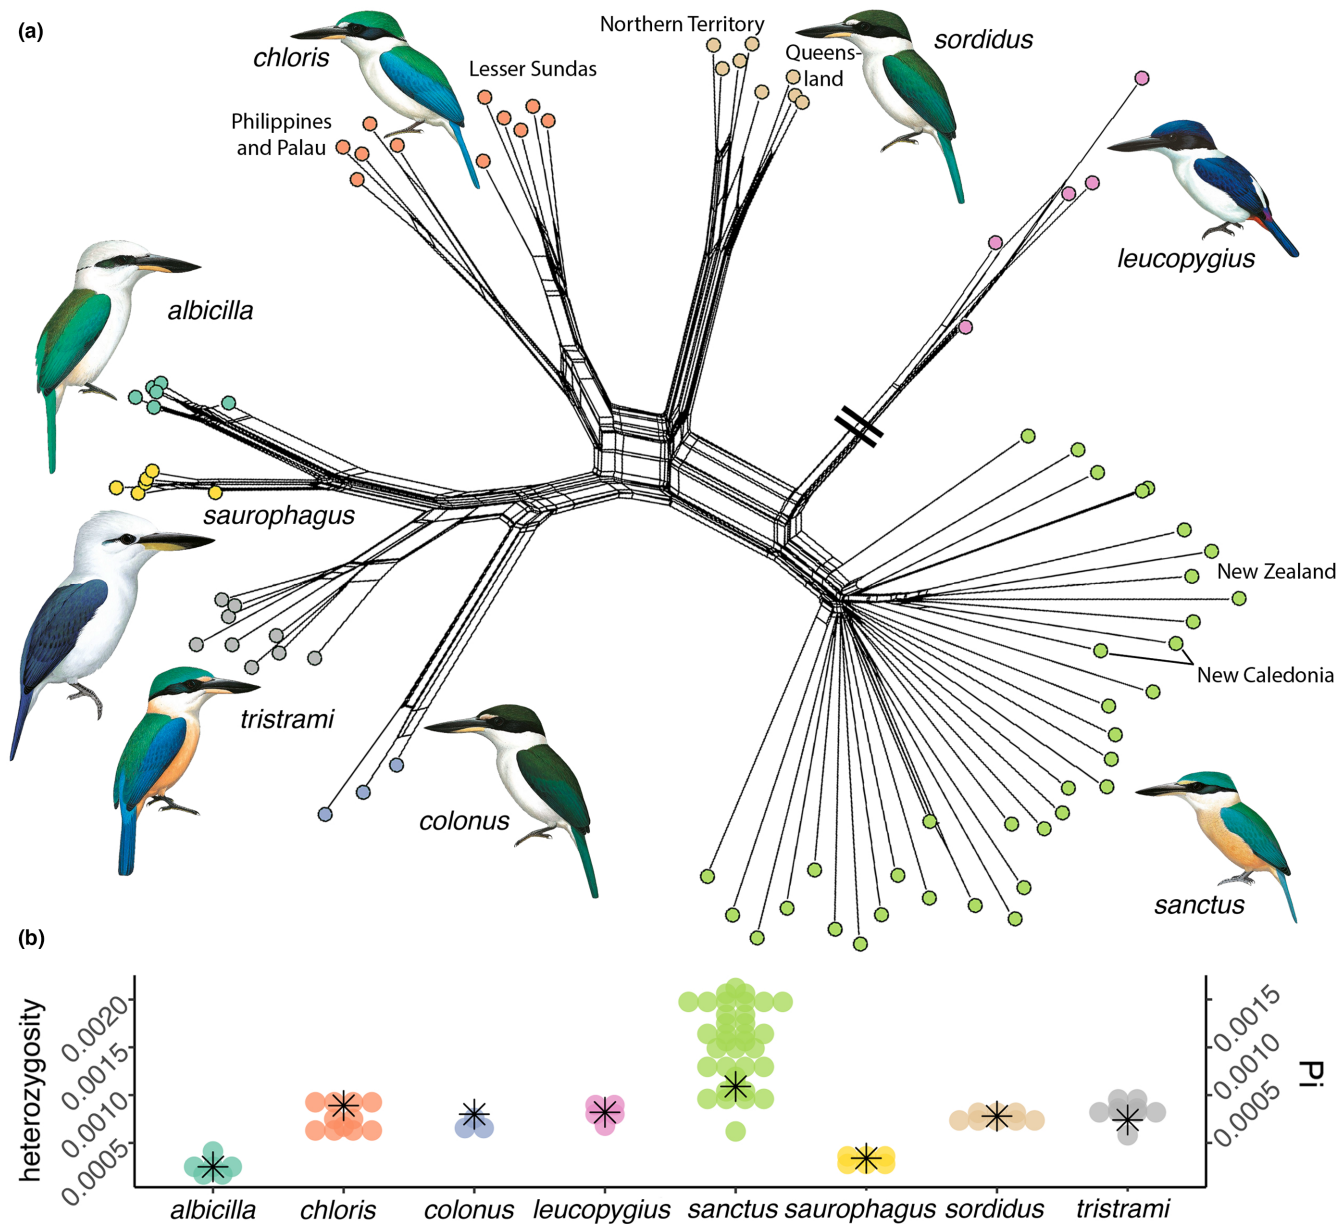 (a)
Northern Territory
sordidus
chloris
Lesser Sundas
Queens-
land
Philippines
and Palau
leucopygius
albicilla
saurophagus
New Zealand
New Caledonia
tristrami
colonus
sanctus
(b)
heterozygosity
0.0020
0.0015
0.0010
0.0005
0.0015
0.0010
0.0005
Pi
albicilla
chloris
colonus
leucopygius
sanctus
saurophagus
sordidus
tristrami